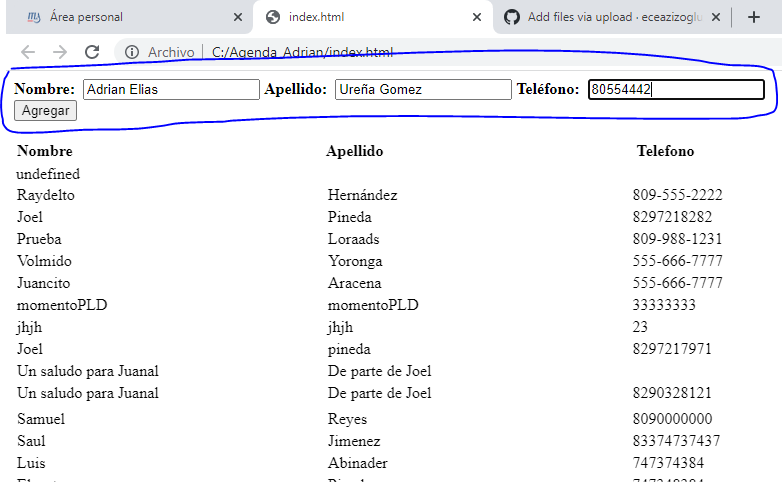 Área personal
index.html
Add files via upload · eceazizoglu
Archivo | C:/Agenda_Adrian/index.html
Nombre: Adrian Elias Apellido: Ureña Gomez Teléfono: 80554442
Agregar
Nombre Apellido Telefono
undefined
Raydelto Hernández 809-555-2222
Joel Pineda 8297218282
Prueba Loraads 809-988-1231
Volmido Yoronga 555-666-7777
Juancito Aracena 555-666-7777
momentoPLD momentoPLD 33333333
jhjh jhjh 23
Joel pineda 8297217971
Un saludo para Juanal De parte de Joel
Un saludo para Juanal De parte de Joel 8290328121
Samuel Reyes 8090000000
Saul Jimenez 83374737437
Luis Abinader 747374384